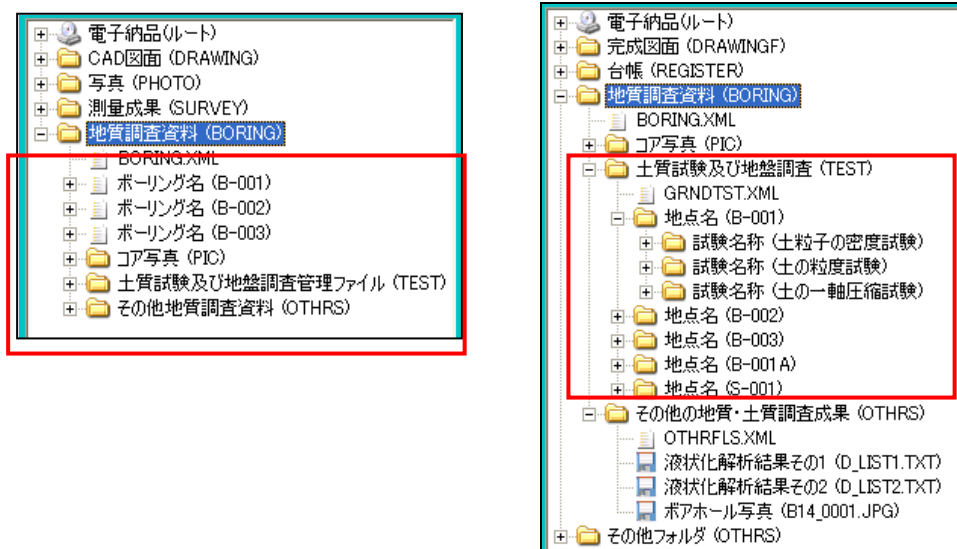 電子納品(ルート)
CAD図面 (DRAWING)
写真 (PHOTO)
測量成果 (SURVEY)
地質調査資料 (BORING)
BORING.XML
ボーリング名 (B-001)
ボーリング名 (B-002)
ボーリング名 (B-003)
コア写真 (PIC)
土質試験及び地盤調査管理ファイル (TEST)
その他地質調査資料 (OTHRS)
電子納品(ルート)
完成図面 (DRAWINGF)
台帳 (REGISTER)
地質調査資料 (BORING)
BORING.XML
コア写真 (PIC)
土質試験及び地盤調査 (TEST)
GRNDTST.XML
地点名 (B-001)
試験名称 (土粒子の密度試験)
試験名称 (土の粒度試験)
試験名称 (土の一軸圧縮試験)
地点名 (B-002)
地点名 (B-003)
地点名 (B-001A)
地点名 (S-001)
その他の地質・土質調査成果 (OTHRS)
OTHRFLS.XML
液状化解析結果その1 (D_LIST1.TXT)
液状化解析結果その2 (D_LIST2.TXT)
ボアホール写真 (B14_0001.JPG)
その他フォルダ (OTHRS)